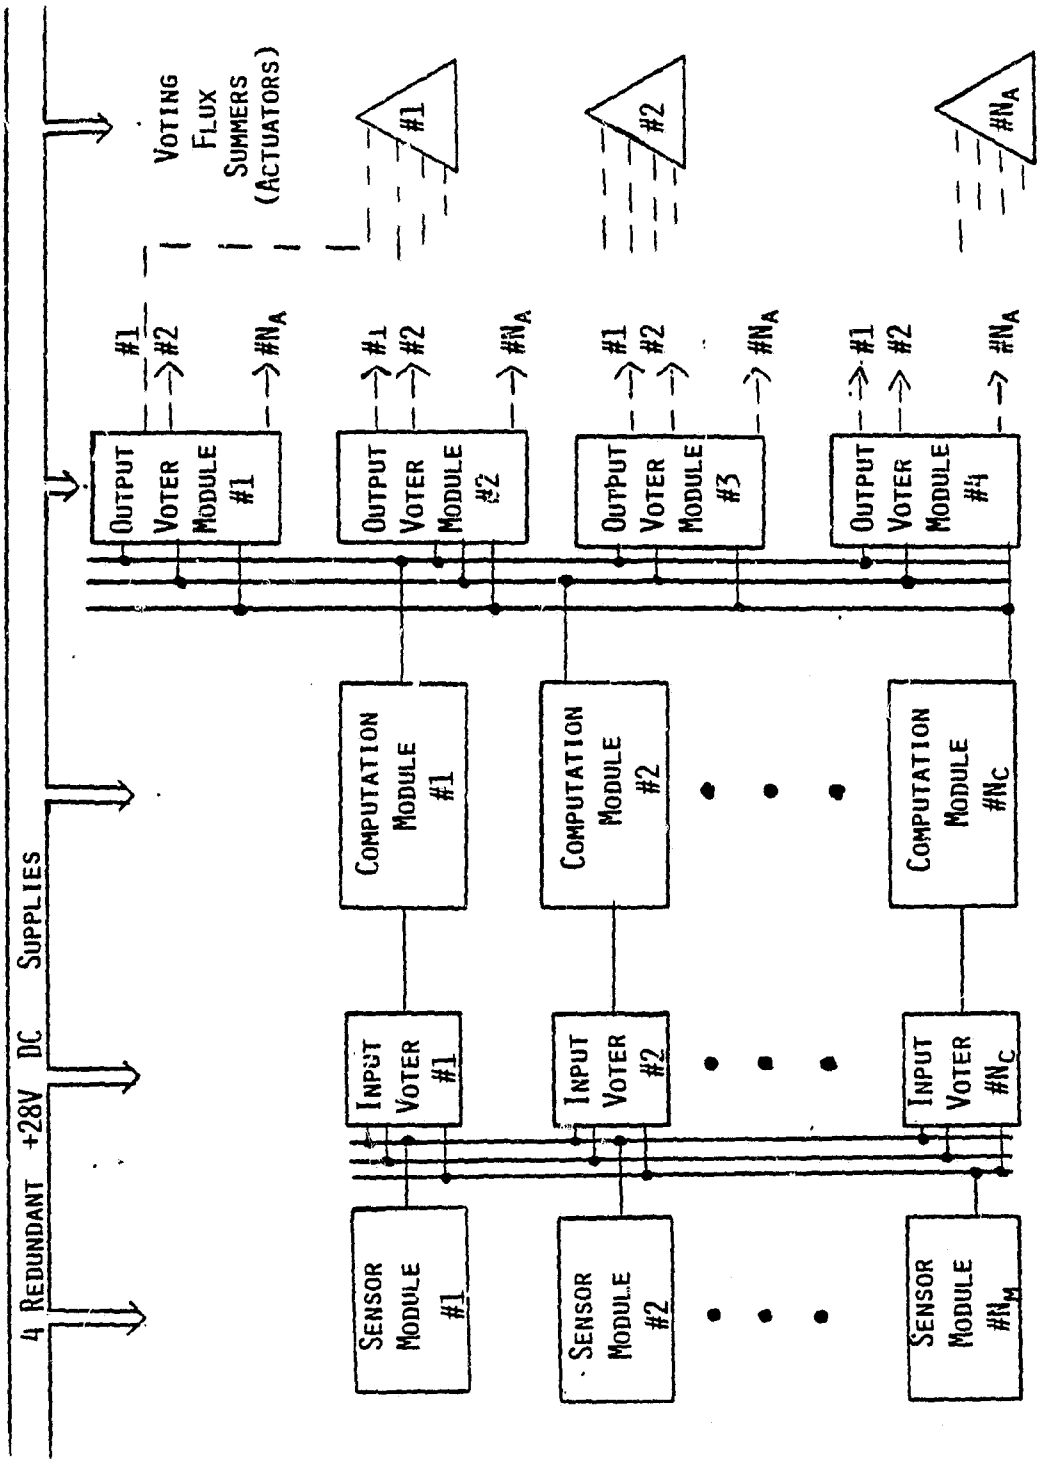 4 REDUNDANT +28V DC SUPPLIES
SENSOR
MODULE
#1
INPUT
VOTER
#1
COMPUTATION
MODULE
#1
SENSOR
MODULE
#2
INPUT
VOTER
#2
COMPUTATION
MODULE
#2
SENSOR
MODULE
#NM
INPUT
VOTER
#NC
COMPUTATION
MODULE
#NC
OUTPUT
VOTER
MODULE
#1
#1
#2
#NA
OUTPUT
VOTER
MODULE
#2
#1
#2
#NA
OUTPUT
VOTER
MODULE
#3
#1
#2
#NA
OUTPUT
VOTER
MODULE
#4
#1
#2
#NA
VOTING
FLUX
SUMMERS
(ACTUATORS)
#1
#2
#NA